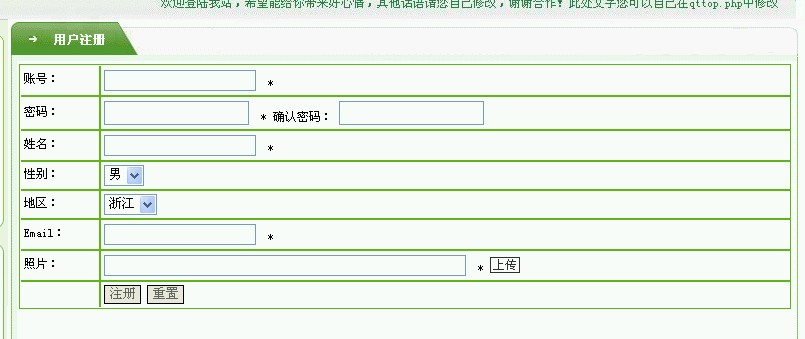 欢迎登陆我站，希望能给你带来好心情，其他话语请您自己修改，谢谢合作！此处文字您可以自己在qttop.php中修改
→ 用户注册
账号： *
密码： * 确认密码：
姓名： *
性别： 男
地区： 浙江
Email： *
照片： * 上传
注册 重置